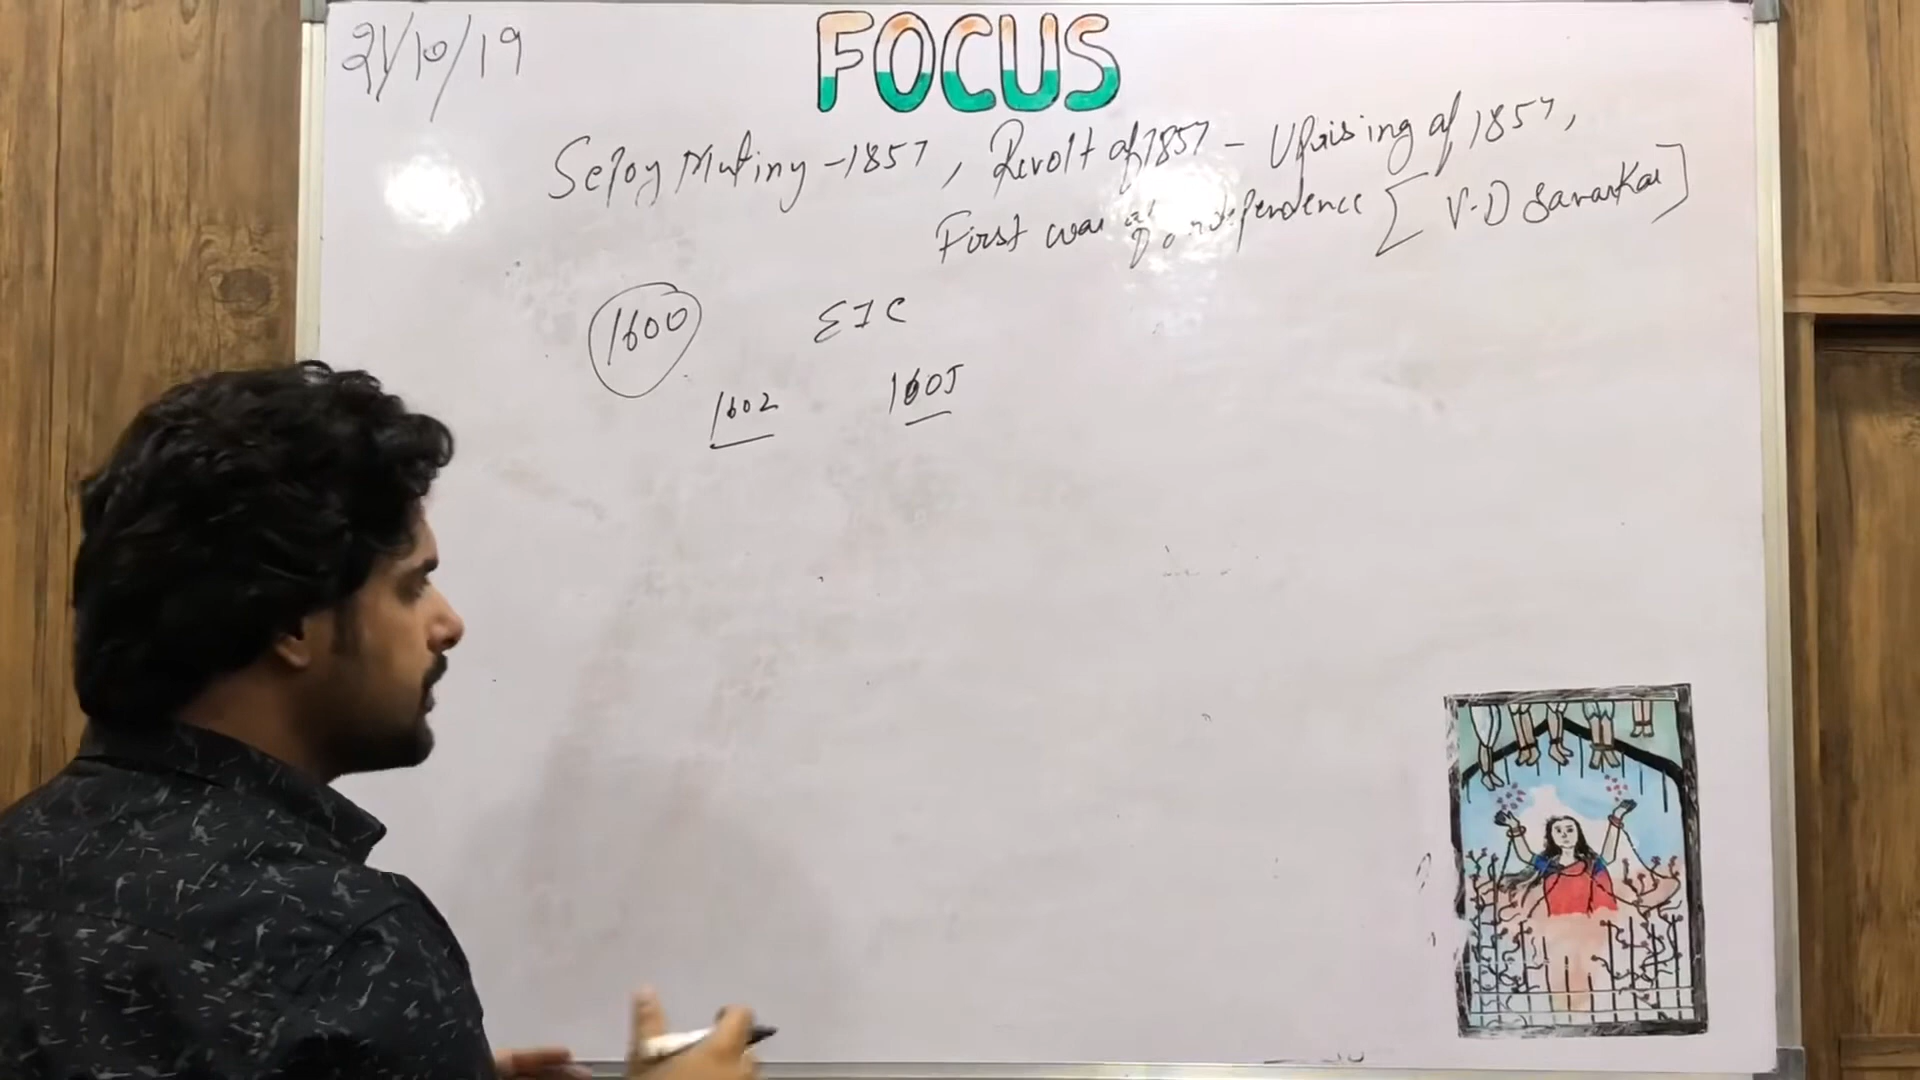 21/10/19
FOCUS
Sepoy Mutiny - 1857, Revolt of 1857 - Upraising of 1857,
First war of Independence [V.D Savarkar]
1600 EIC
1602 1605